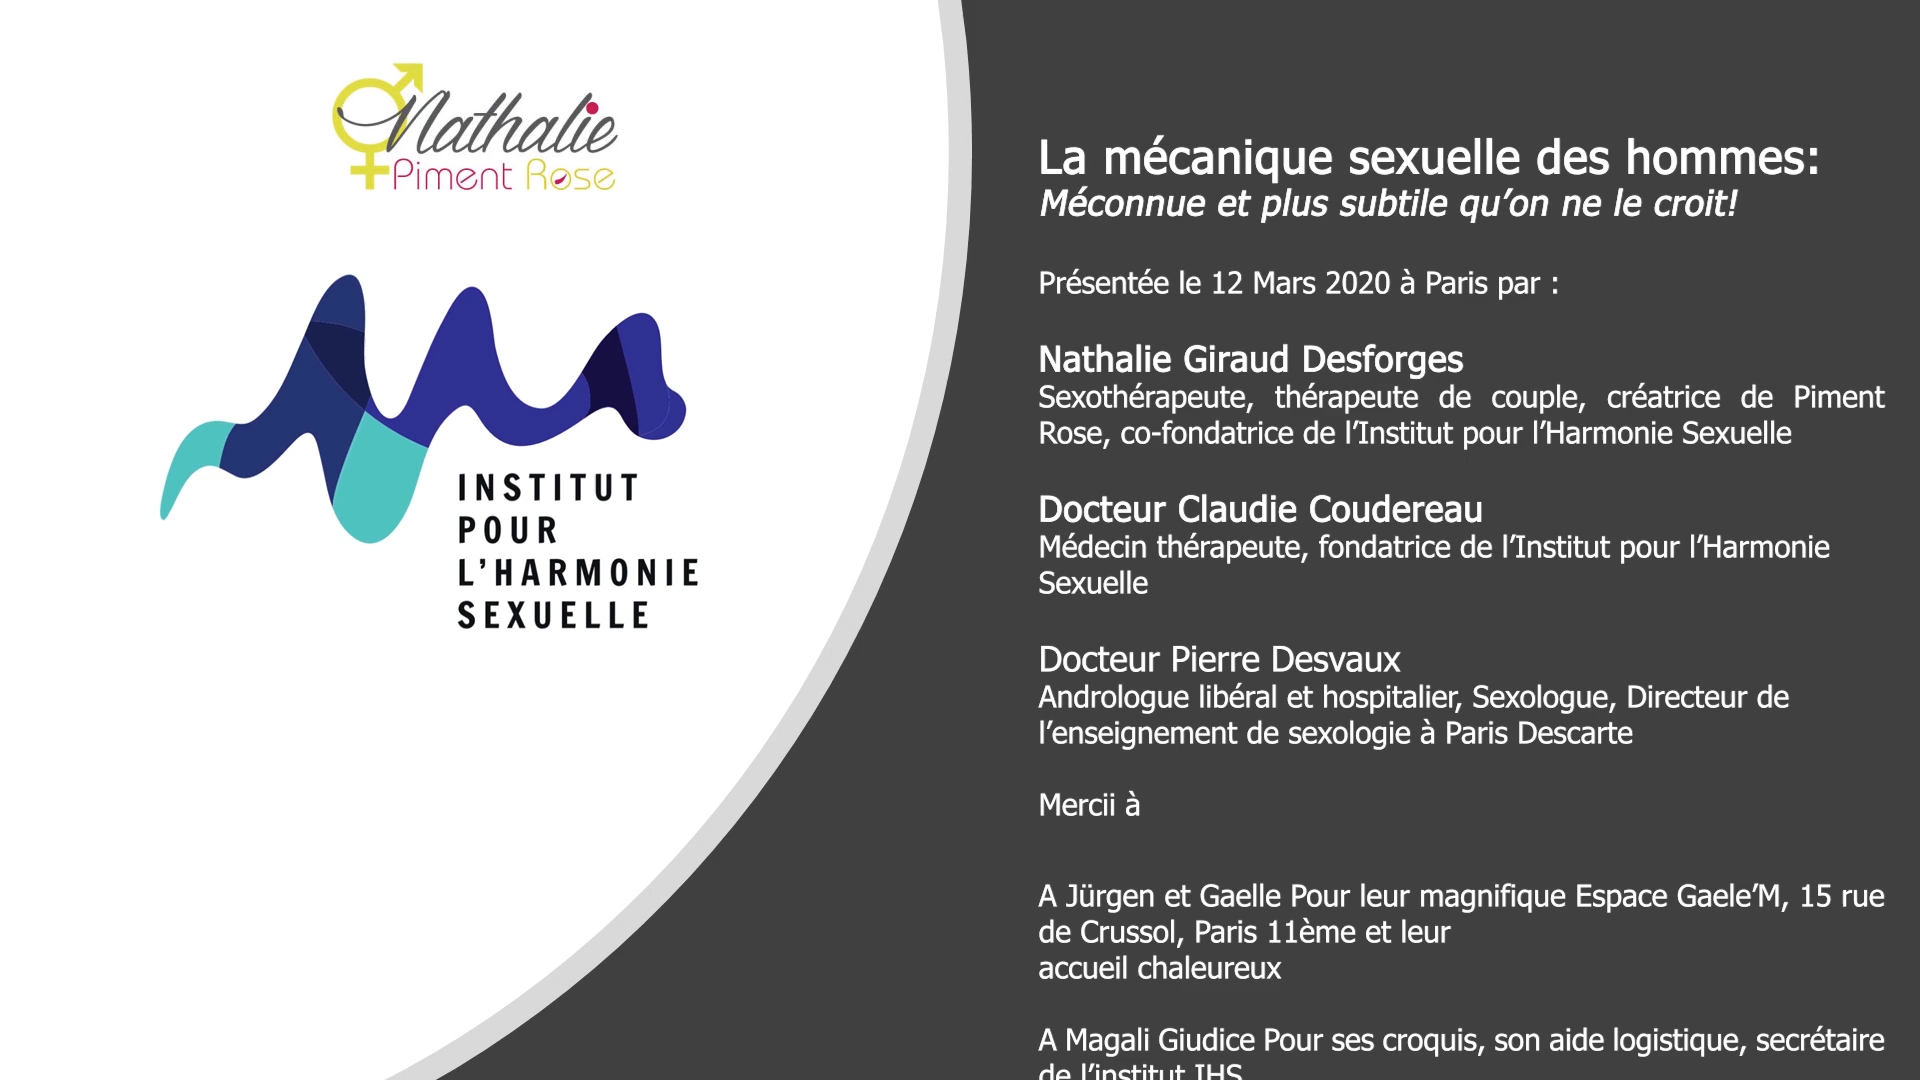 Nathalie
Piment Rose
INSTITUT
POUR
L’HARMONIE
SEXUELLE
La mécanique sexuelle des hommes:
Méconnue et plus subtile qu’on ne le croit!
Présentée le 12 Mars 2020 à Paris par :
Nathalie Giraud Desforges
Sexothérapeute, thérapeute de couple, créatrice de Piment
Rose, co-fondatrice de l’Institut pour l’Harmonie Sexuelle
Docteur Claudie Coudereau
Médecin thérapeute, fondatrice de l’Institut pour l’Harmonie
Sexuelle
Docteur Pierre Desvaux
Andrologue libéral et hospitalier, Sexologue, Directeur de
l’enseignement de sexologie à Paris Descarte
Mercii à
A Jürgen et Gaelle Pour leur magnifique Espace Gaele’M, 15 rue
de Crussol, Paris 11ème et leur
accueil chaleureux
A Magali Giudice Pour ses croquis, son aide logistique, secrétaire
de l’institut IHS